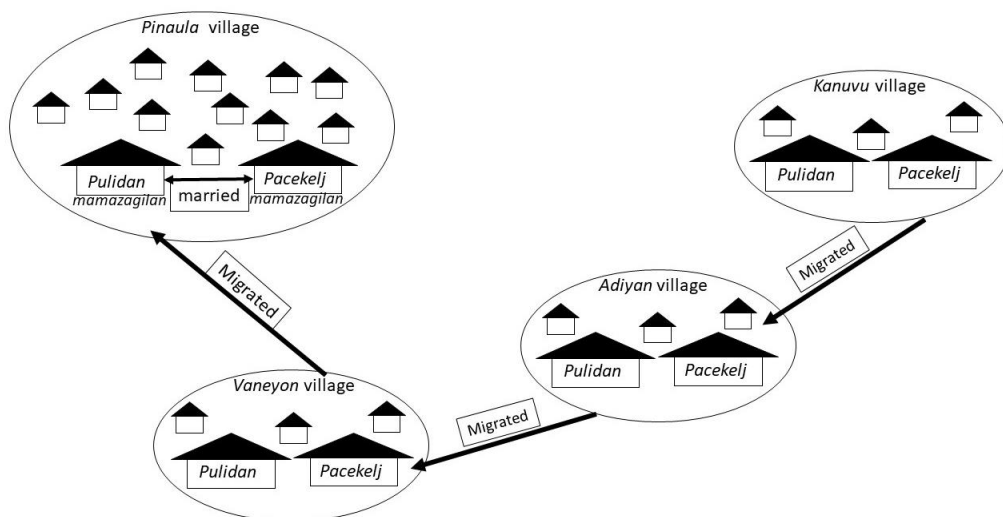 Pinaula village
Pulidan
mamazagilan
married
Pacekelj
mamazagilan
Kanuvu village
Pulidan
Pacekelj
Migrated
Adiyan village
Pulidan
Pacekelj
Migrated
Vaneyon village
Pulidan
Pacekelj
Migrated